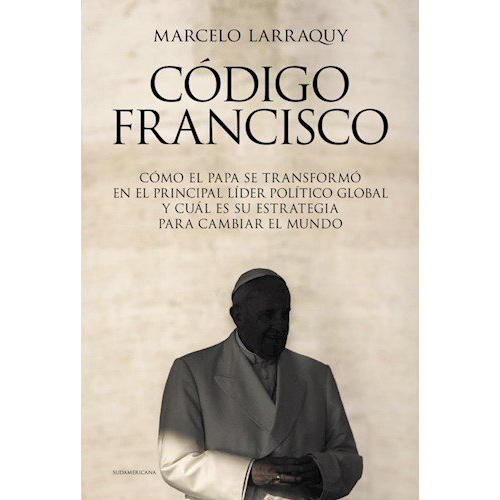 MARCELO LARRAQUY
CÓDIGO
FRANCISCO
CÓMO EL PAPA SE TRANSFORMÓ
EN EL PRINCIPAL LÍDER POLÍTICO GLOBAL
Y CUÁL ES SU ESTRATEGIA
PARA CAMBIAR EL MUNDO
SUDAMERICANA